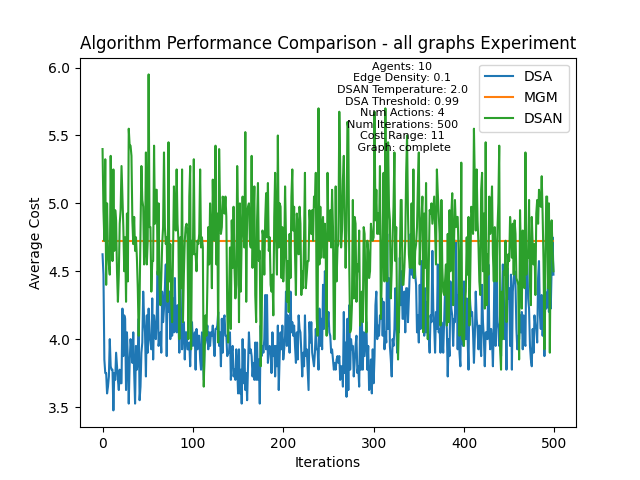 Algorithm Performance Comparison - all graphs Experiment
Agents: 10
Edge Density: 0.1
DSAN Temperature: 2.0
DSA Threshold: 0.99
Num Actions: 4
Num Iterations: 500
Cost Range: 11
Graph: complete
DSA
MGM
DSAN
Average Cost
6.0
5.5
5.0
4.5
4.0
3.5
0
100
200
300
400
500
Iterations